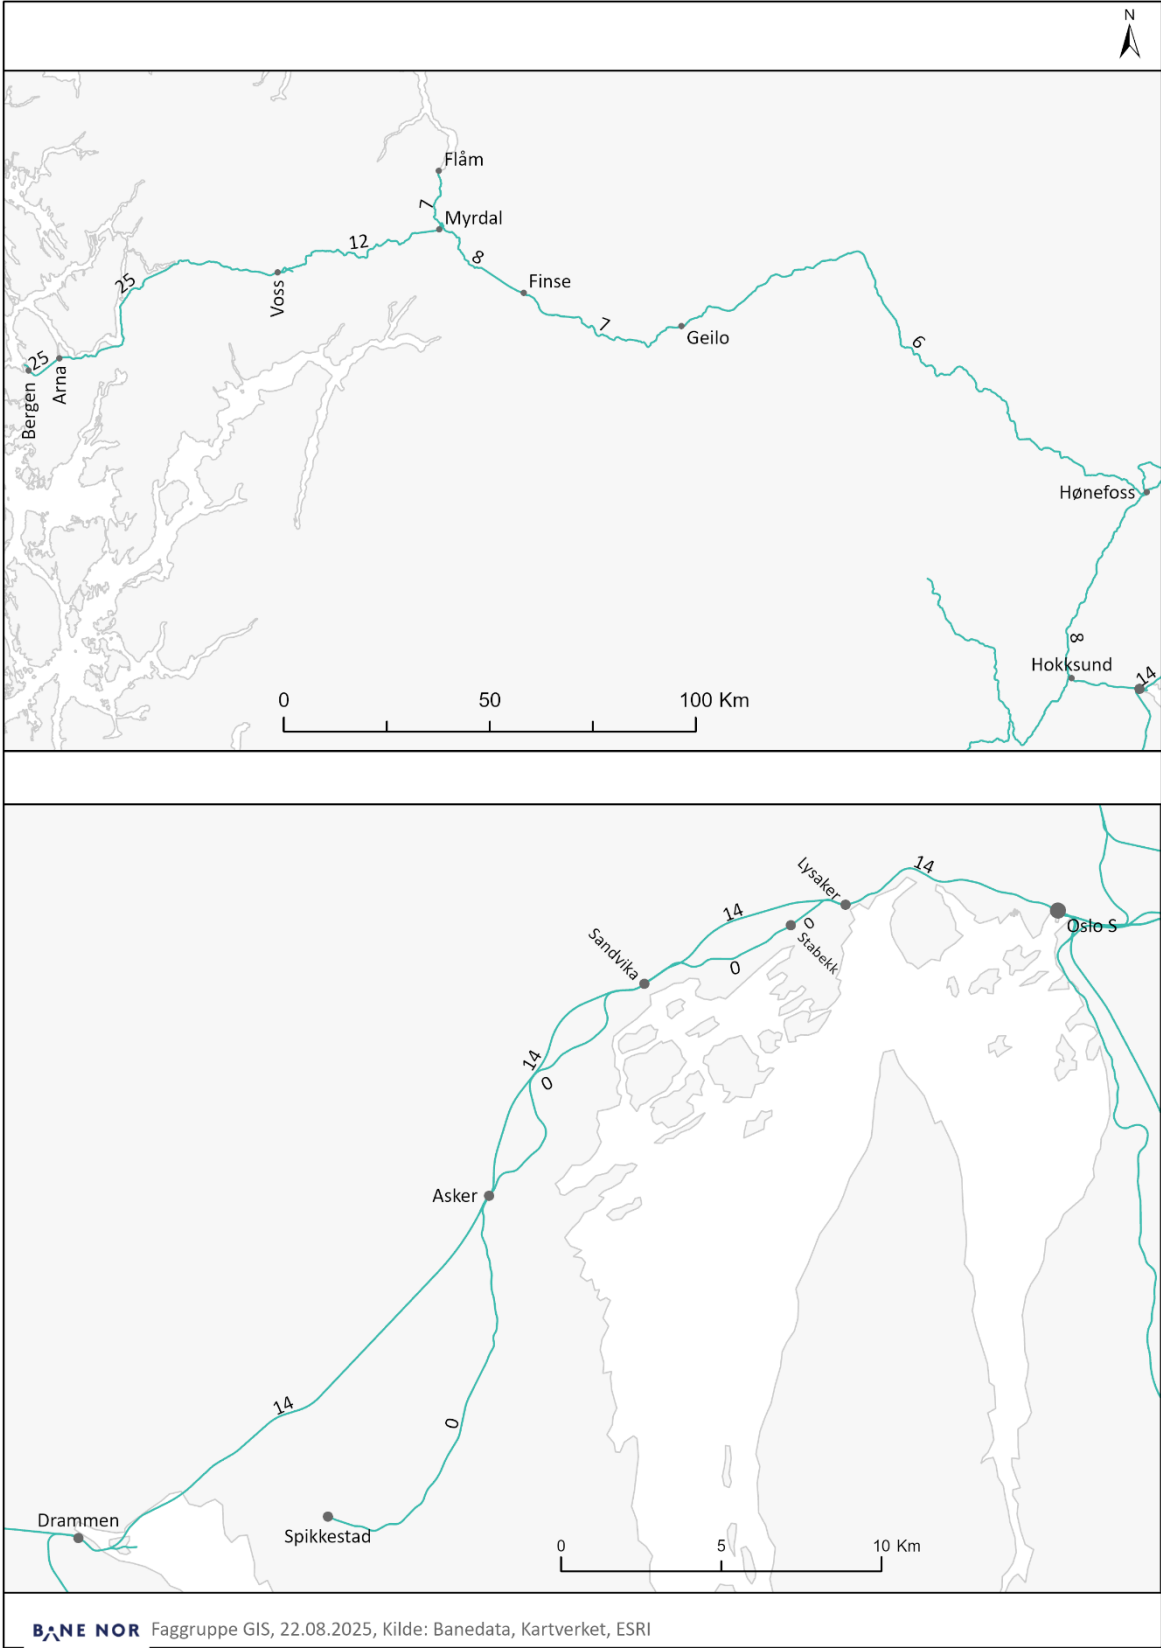 N
Flåm
7
Myrdal
12
8
25
Voss
Finse
7
Geilo
6
25
Bergen
Arna
Hønefoss
8
Hokksund
14
0 50 100 Km
14
Lysaker
14
0
Oslo S
Stabekk
Sandvika
0
14
0
Asker
14
0
Drammen
Spikkestad
0 5 10 Km
BANE NOR Faggruppe GIS, 22.08.2025, Kilde: Banedata, Kartverket, ESRI